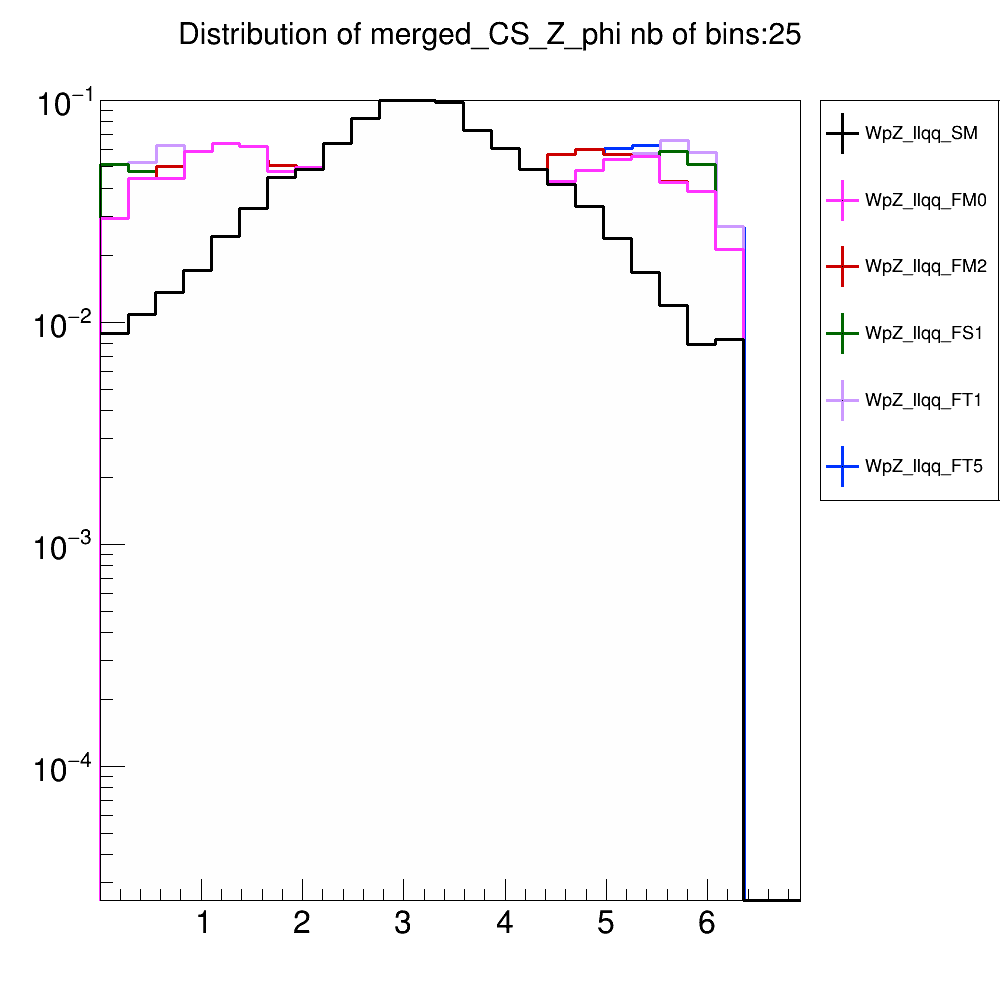 Distribution of merged_CS_Z_phi nb of bins:25
10⁻¹
10⁻²
10⁻³
10⁻⁴
1 2 3 4 5 6
WpZ_llqq_SM
WpZ_llqq_FM0
WpZ_llqq_FM2
WpZ_llqq_FS1
WpZ_llqq_FT1
WpZ_llqq_FT5